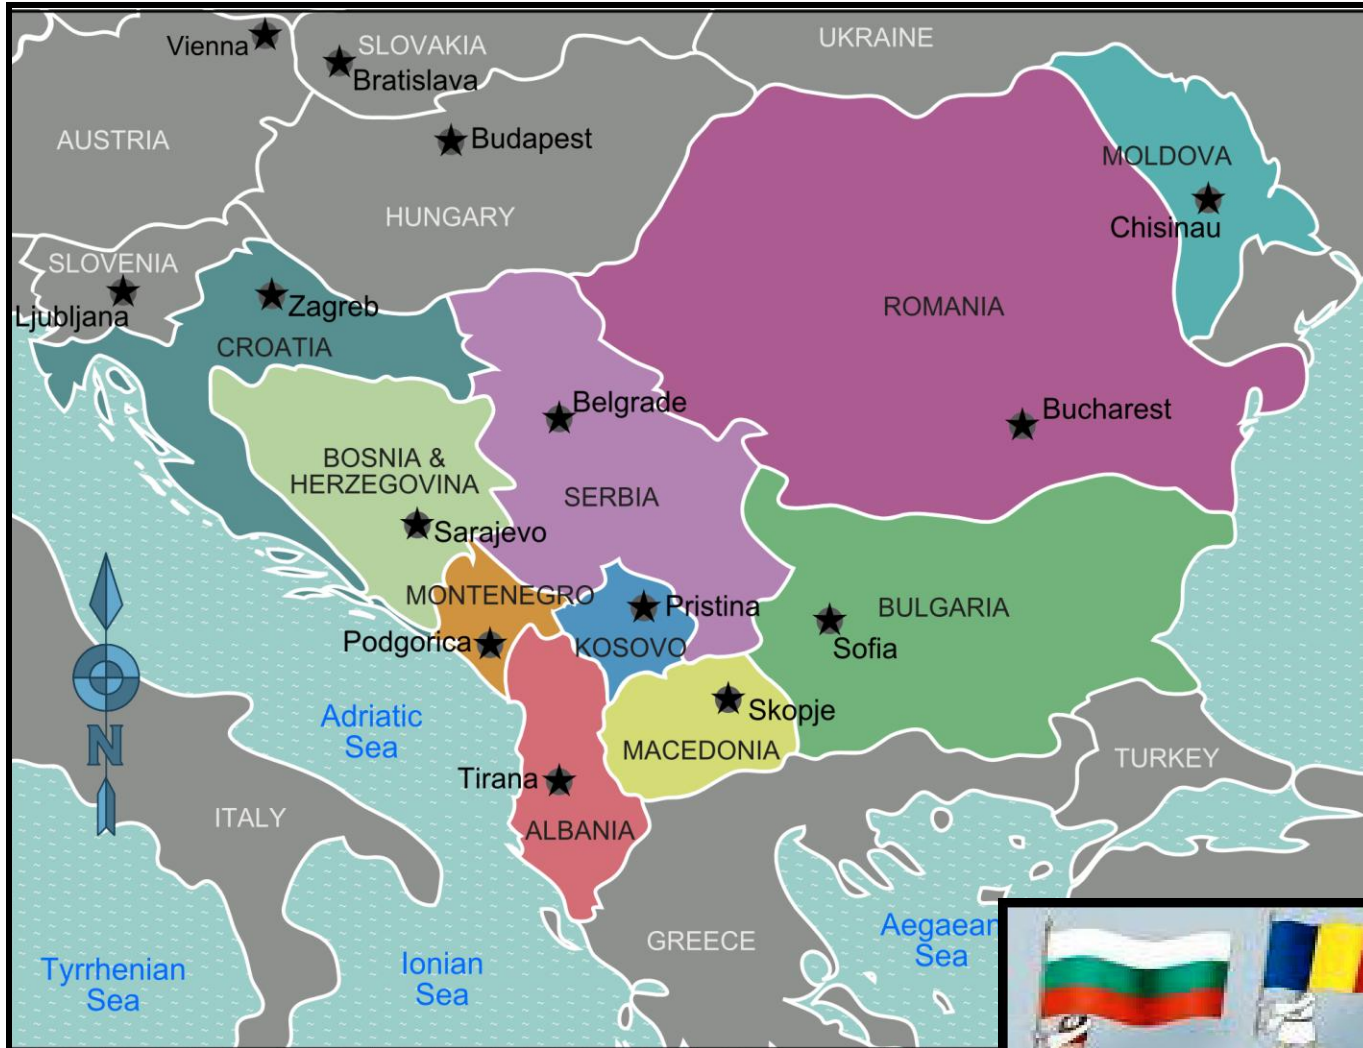 Vienna
SLOVAKIA
Bratislava
UKRAINE
AUSTRIA
Budapest
HUNGARY
MOLDOVA
Chisinau
SLOVENIA
Ljubljana
Zagreb
CROATIA
ROMANIA
Belgrade
Bucharest
BOSNIA &
HERZEGOVINA
SERBIA
Sarajevo
MONTENEGRO
Pristina
BULGARIA
Podgorica
KOSOVO
Sofia
Adriatic
Sea
Skopje
MACEDONIA
TURKEY
N
Tirana
ITALY
ALBANIA
GREECE
Aegaean
Sea
Tyrrhenian
Sea
Ionian
Sea